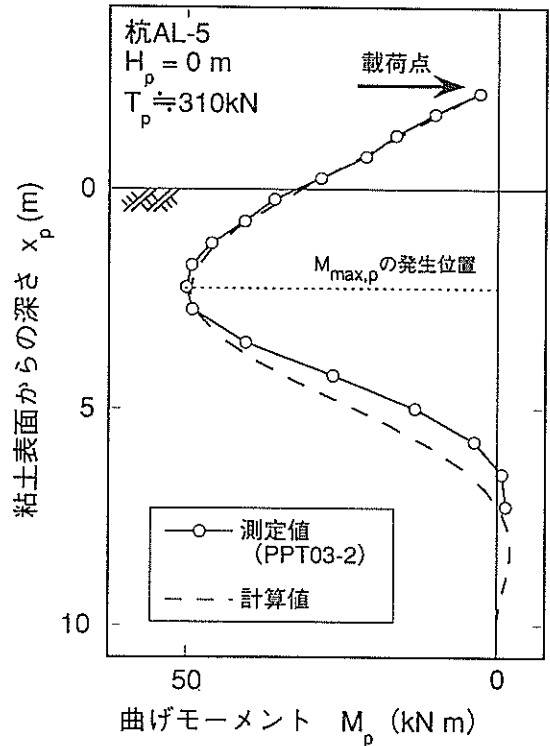 杭AL-5
H_p = 0 m
T_p ≒310kN
載荷点
0
M_max,p の発生位置
5
測定値
(PPT03-2)
計算値
10
50 0
曲げモーメント M_p (kN m)
粘土表面からの深さ x_p (m)